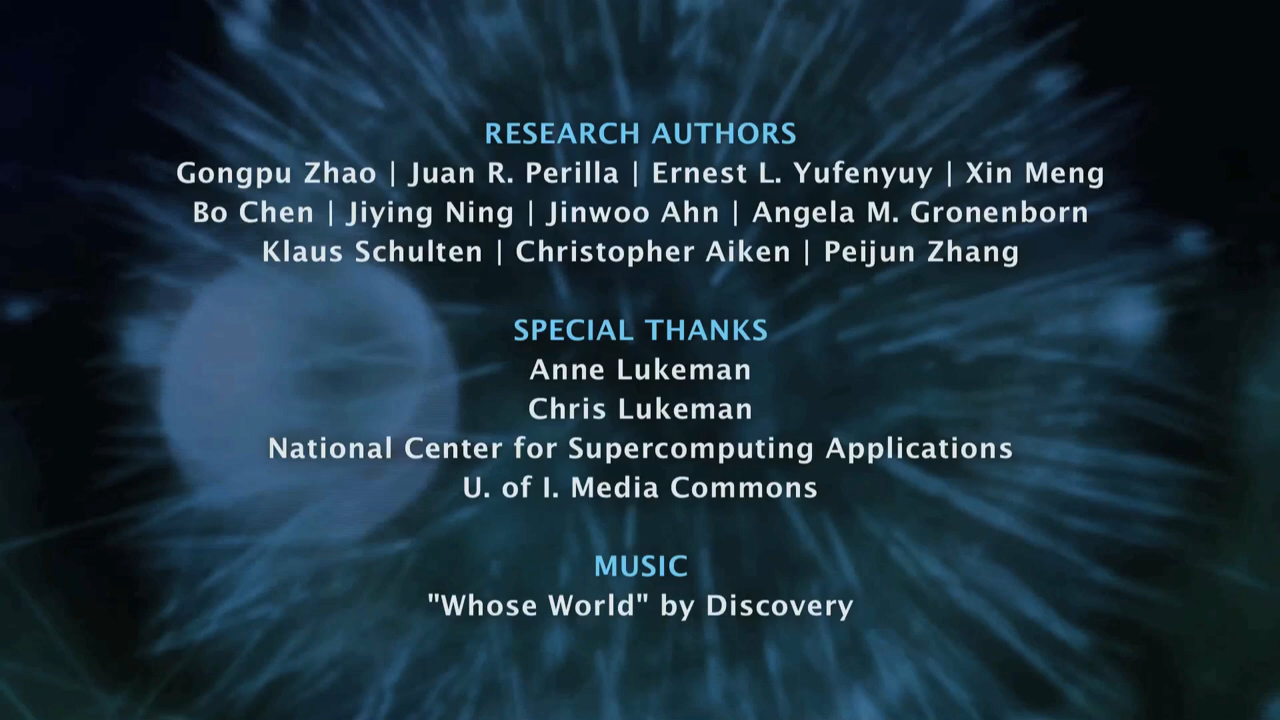 RESEARCH AUTHORS
Gongpu Zhao | Juan R. Perilla | Ernest L. Yufenyuy | Xin Meng
Bo Chen | Jiying Ning | Jinwoo Ahn | Angela M. Gronenborn
Klaus Schulten | Christopher Aiken | Peijun Zhang
SPECIAL THANKS
Anne Lukeman
Chris Lukeman
National Center for Supercomputing Applications
U. of I. Media Commons
MUSIC
"Whose World" by Discovery